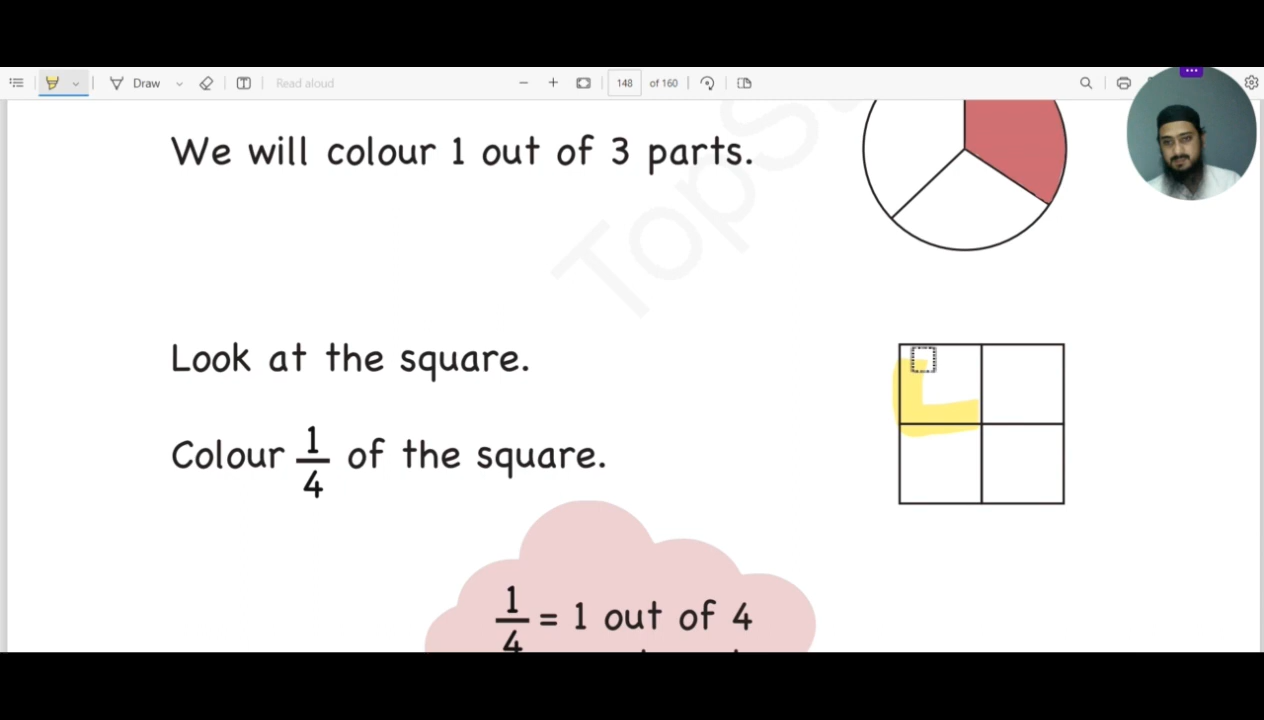 Draw
Read aloud
148 of 160
We will colour 1 out of 3 parts.
Look at the square.
Colour 1/4 of the square.
1/4 = 1 out of 4